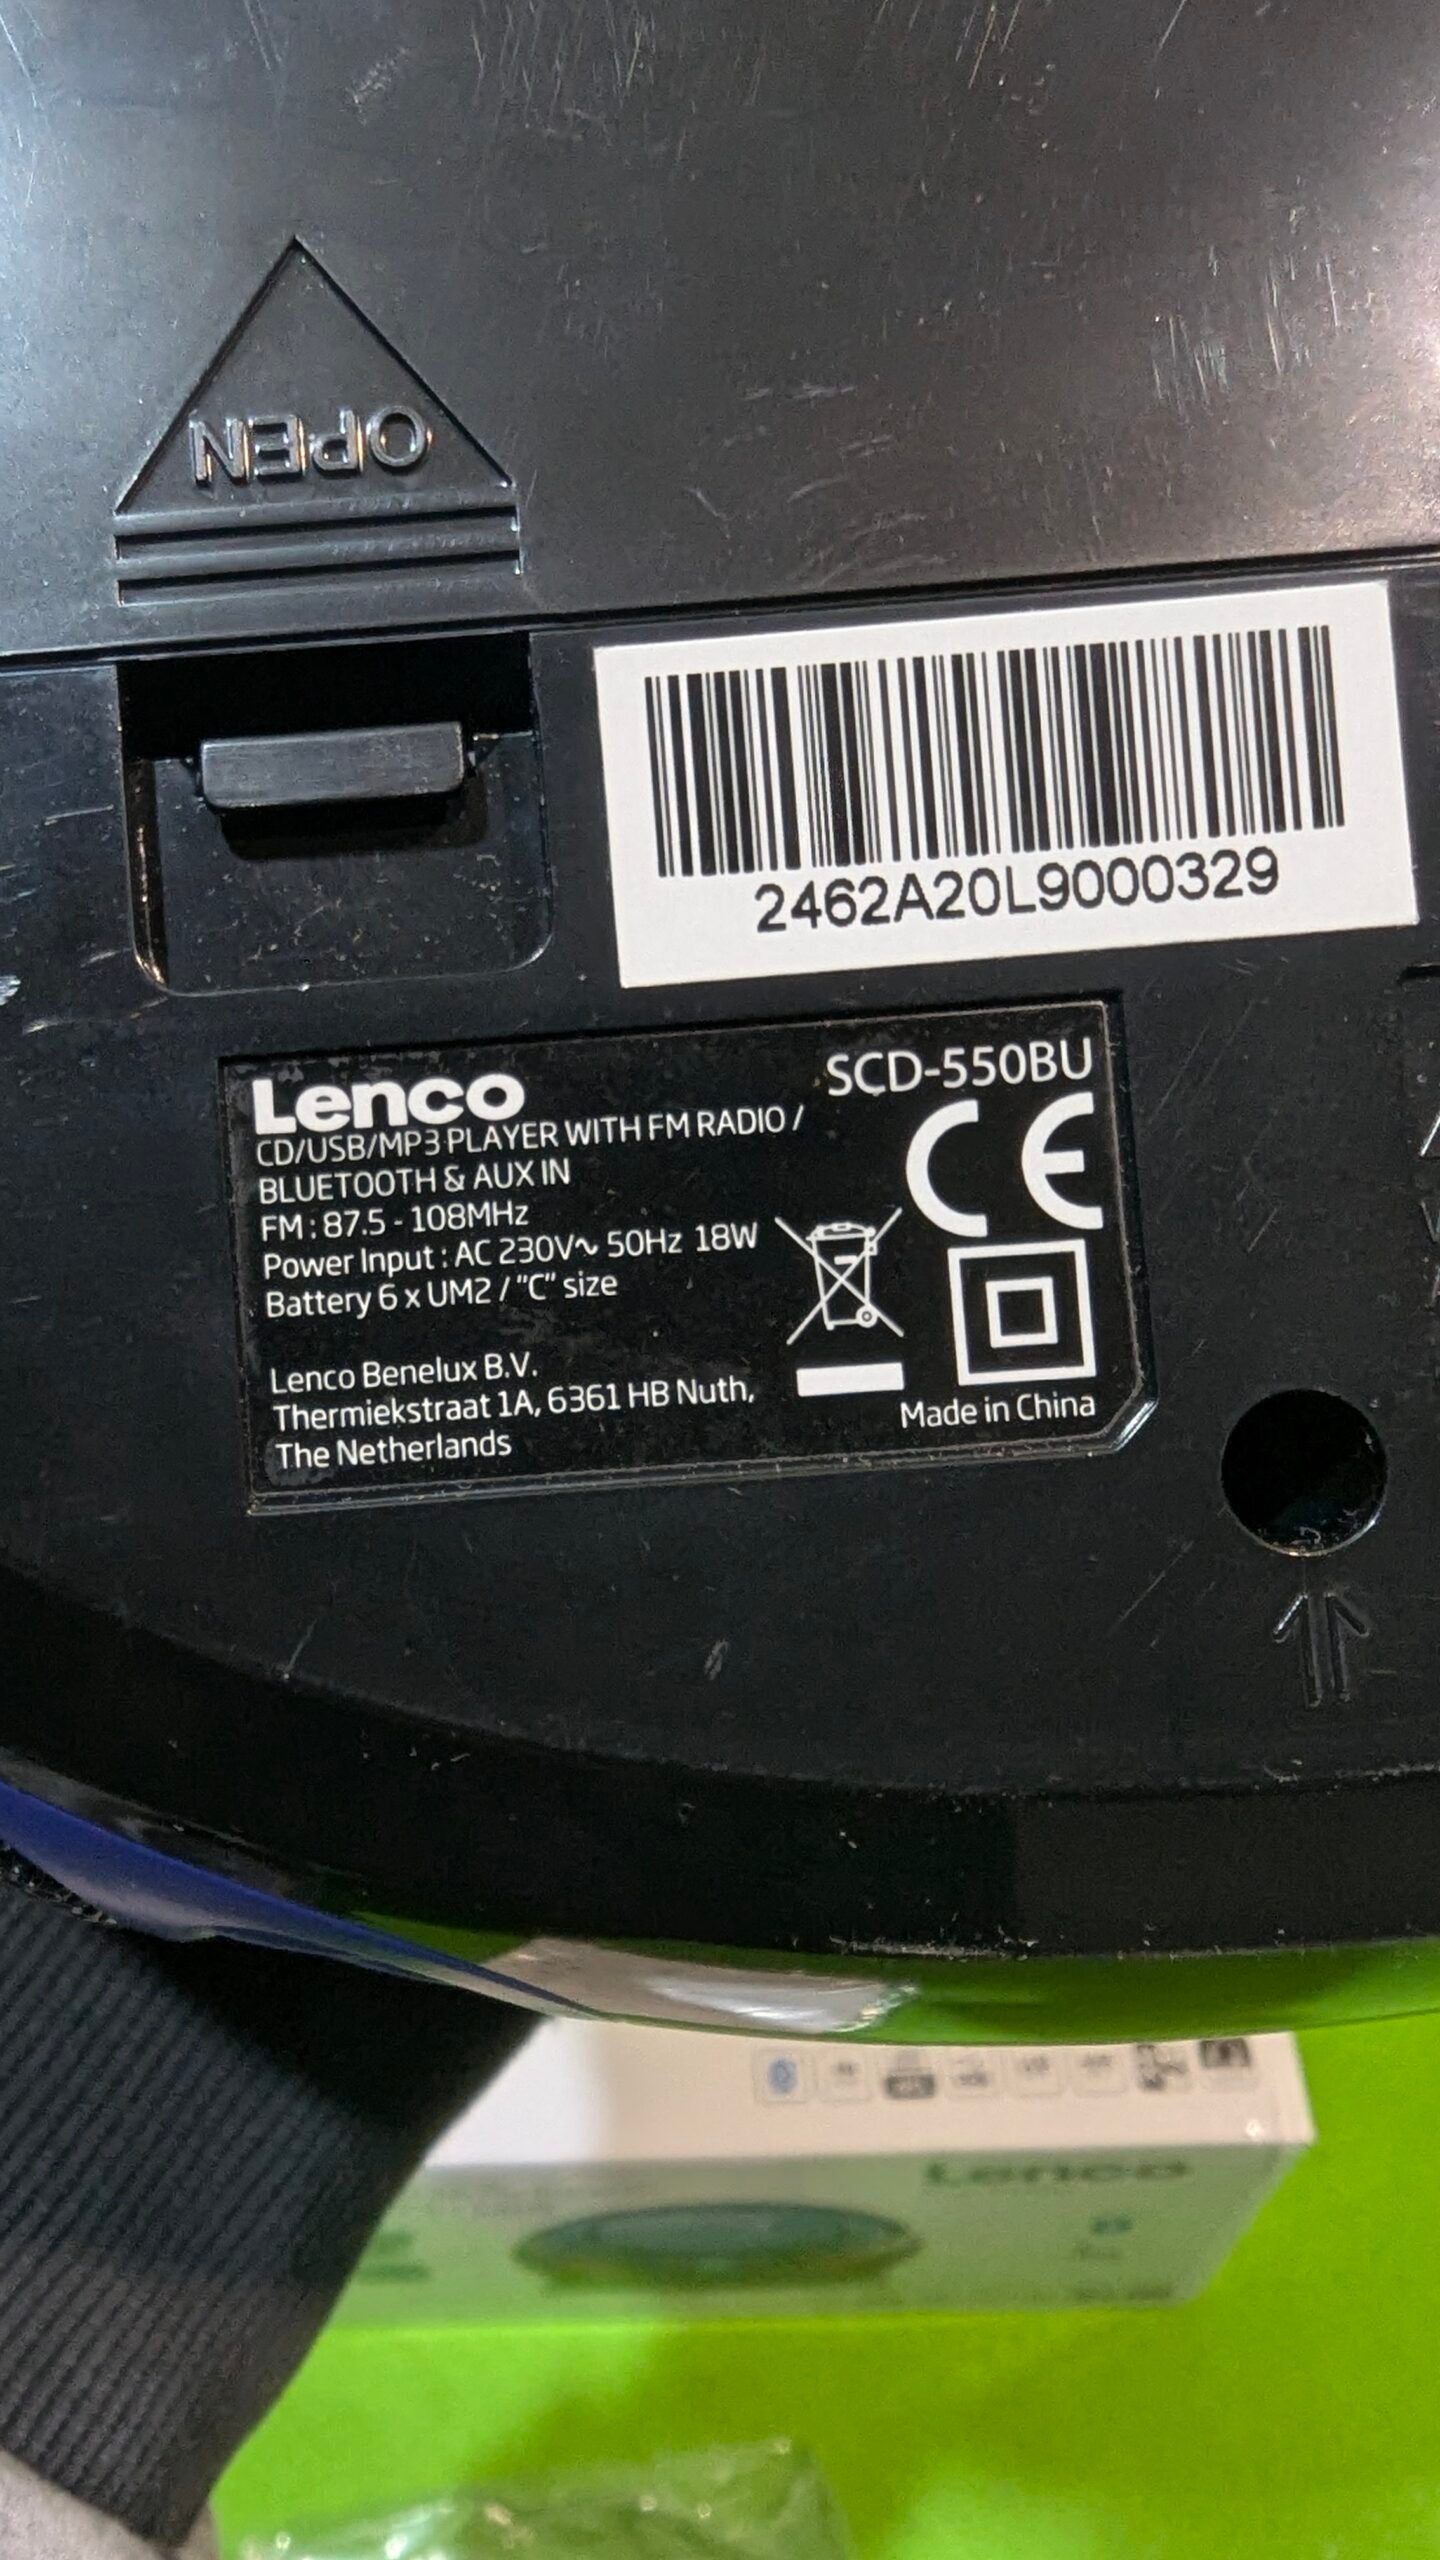 OPEN
2462A20L9000329
Lenco
SCD-550BU
CD/USB/MP3 PLAYER WITH FM RADIO /
BLUETOOTH & AUX IN
FM : 87.5 - 108MHz
Power Input : AC 230V~ 50Hz 18W
Battery 6 x UM2 / "C" size
Lenco Benelux B.V.
Thermiekstraat 1A, 6361 HB Nuth,
The Netherlands
CE
Made in China
Lenco